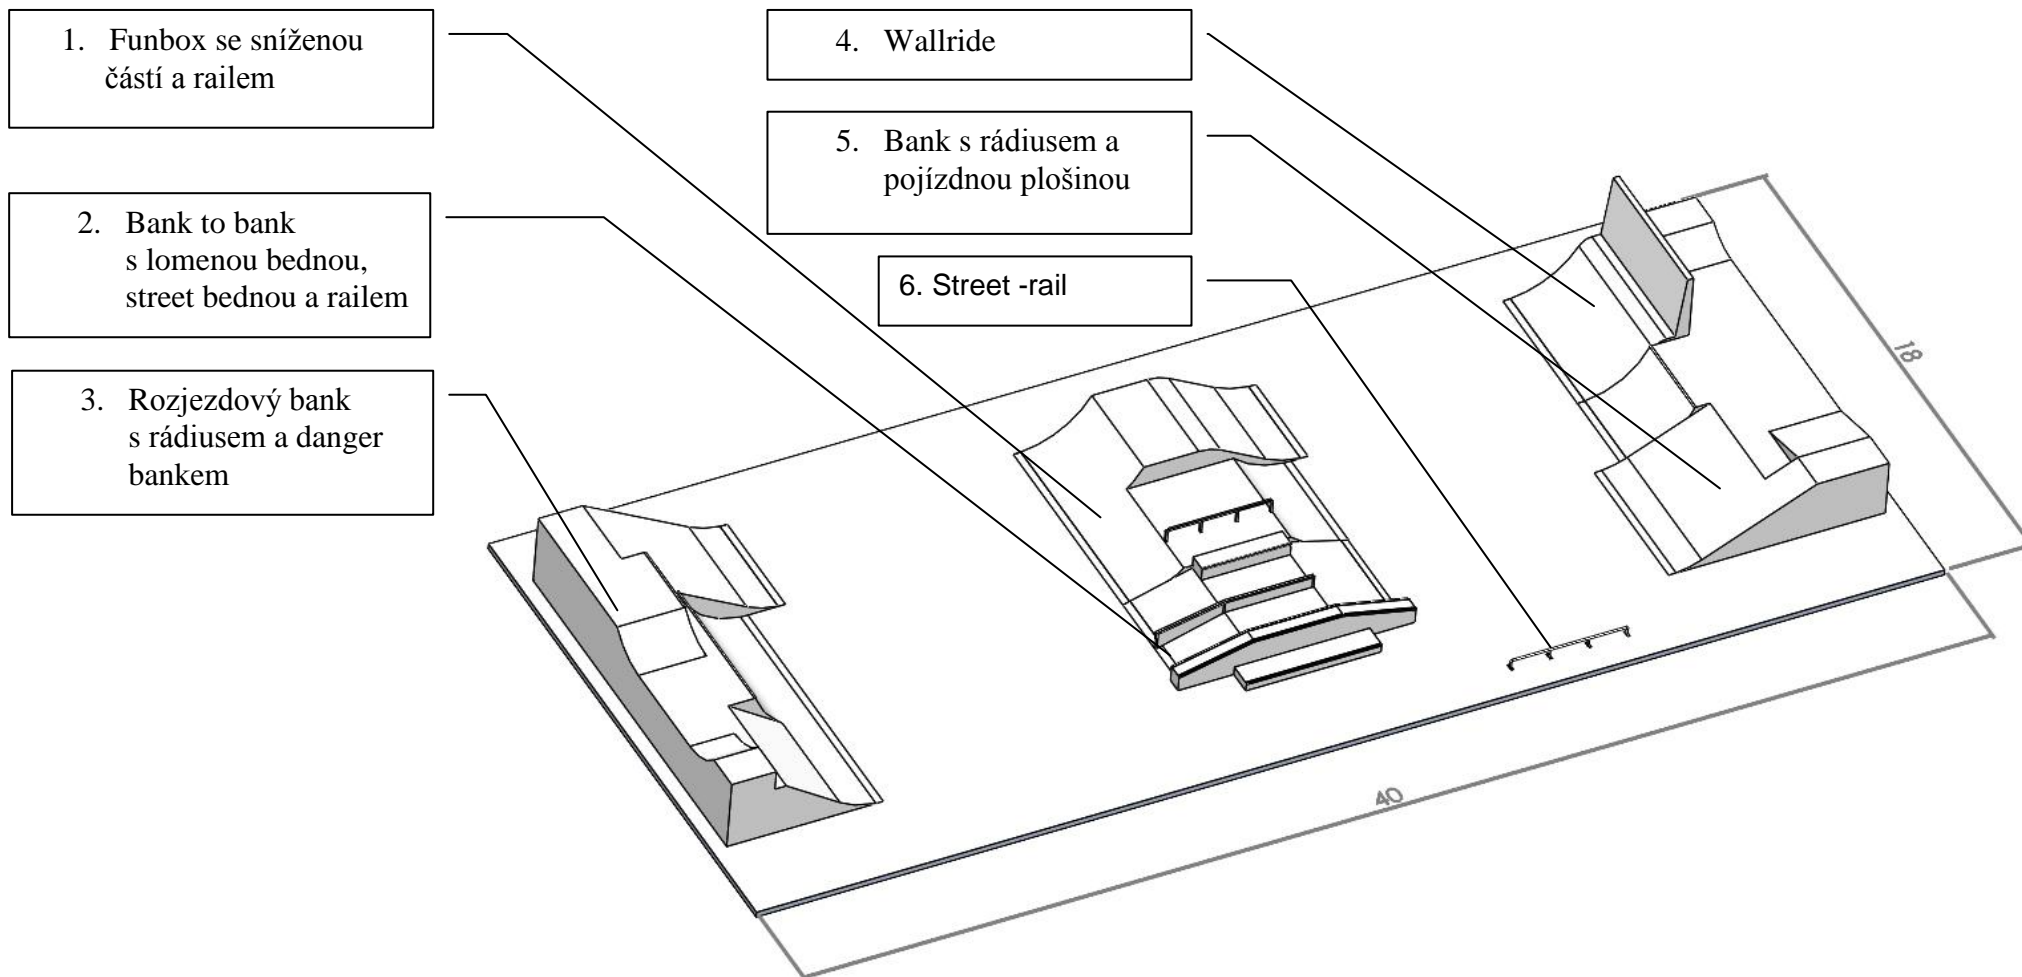 1. Funbox se sníženou
částí a railem
2. Bank to bank
s lomenou bednou,
street bednou a railem
3. Rozjezdový bank
s rádiusem a danger
bankem
4. Wallride
5. Bank s rádiusem a
pojízdnou plošinou
6. Street -rail
18
40